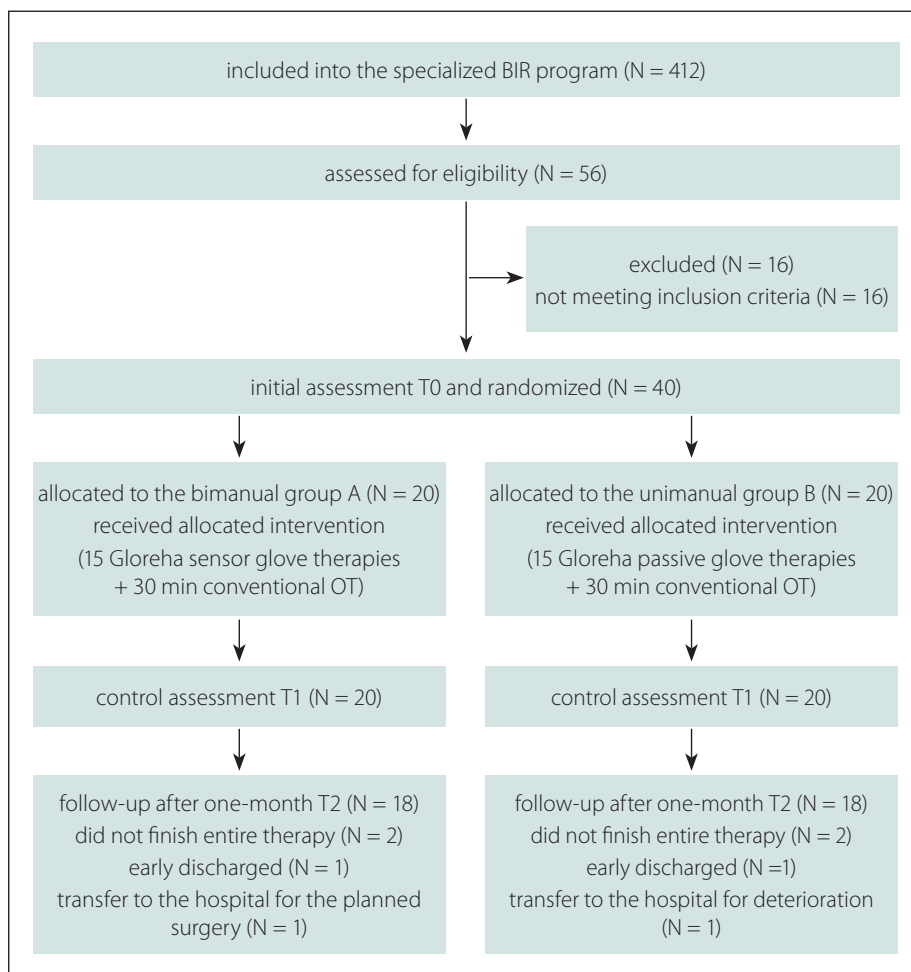 included into the specialized BIR program (N = 412)
assessed for eligibility (N = 56)
excluded (N = 16)
not meeting inclusion criteria (N = 16)
initial assessment T0 and randomized (N = 40)
allocated to the bimanual group A (N = 20)
received allocated intervention
(15 Gloreha sensor glove therapies
+ 30 min conventional OT)
allocated to the unimanual group B (N = 20)
received allocated intervention
(15 Gloreha passive glove therapies
+ 30 min conventional OT)
control assessment T1 (N = 20)
control assessment T1 (N = 20)
follow-up after one-month T2 (N = 18)
did not finish entire therapy (N = 2)
early discharged (N = 1)
transfer to the hospital for the planned
surgery (N = 1)
follow-up after one-month T2 (N = 18)
did not finish entire therapy (N = 2)
early discharged (N =1)
transfer to the hospital for deterioration
(N = 1)